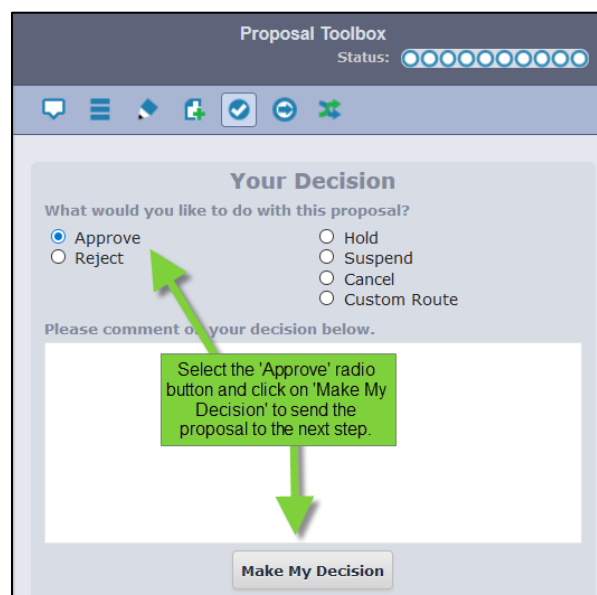 Proposal Toolbox
Status:
Your Decision
What would you like to do with this proposal?
Approve
Reject
Hold
Suspend
Cancel
Custom Route
Please comment on your decision below.
Select the 'Approve' radio
button and click on 'Make My
Decision' to send the
proposal to the next step.
Make My Decision